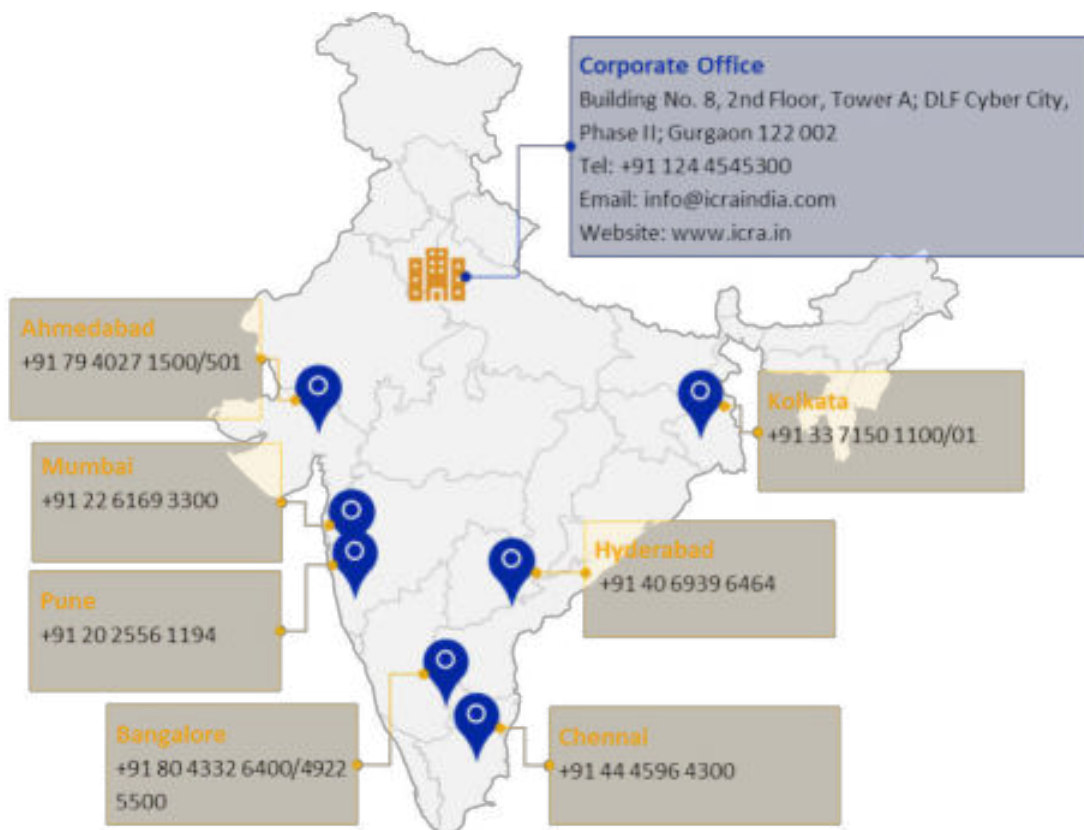 Corporate Office
Building No. 8, 2nd Floor, Tower A; DLF Cyber City,
Phase II; Gurgaon 122 002
Tel: +91 124 4545300
Email: info@icraindia.com
Website: www.icra.in
Ahmedabad
+91 79 4027 1500/501
Kolkata
+91 33 7150 1100/01
Mumbai
+91 22 6169 3300
Hyderabad
+91 40 6939 6464
Pune
+91 20 2556 1194
Bangalore
+91 80 4332 6400/4922
5500
Chennai
+91 44 4596 4300